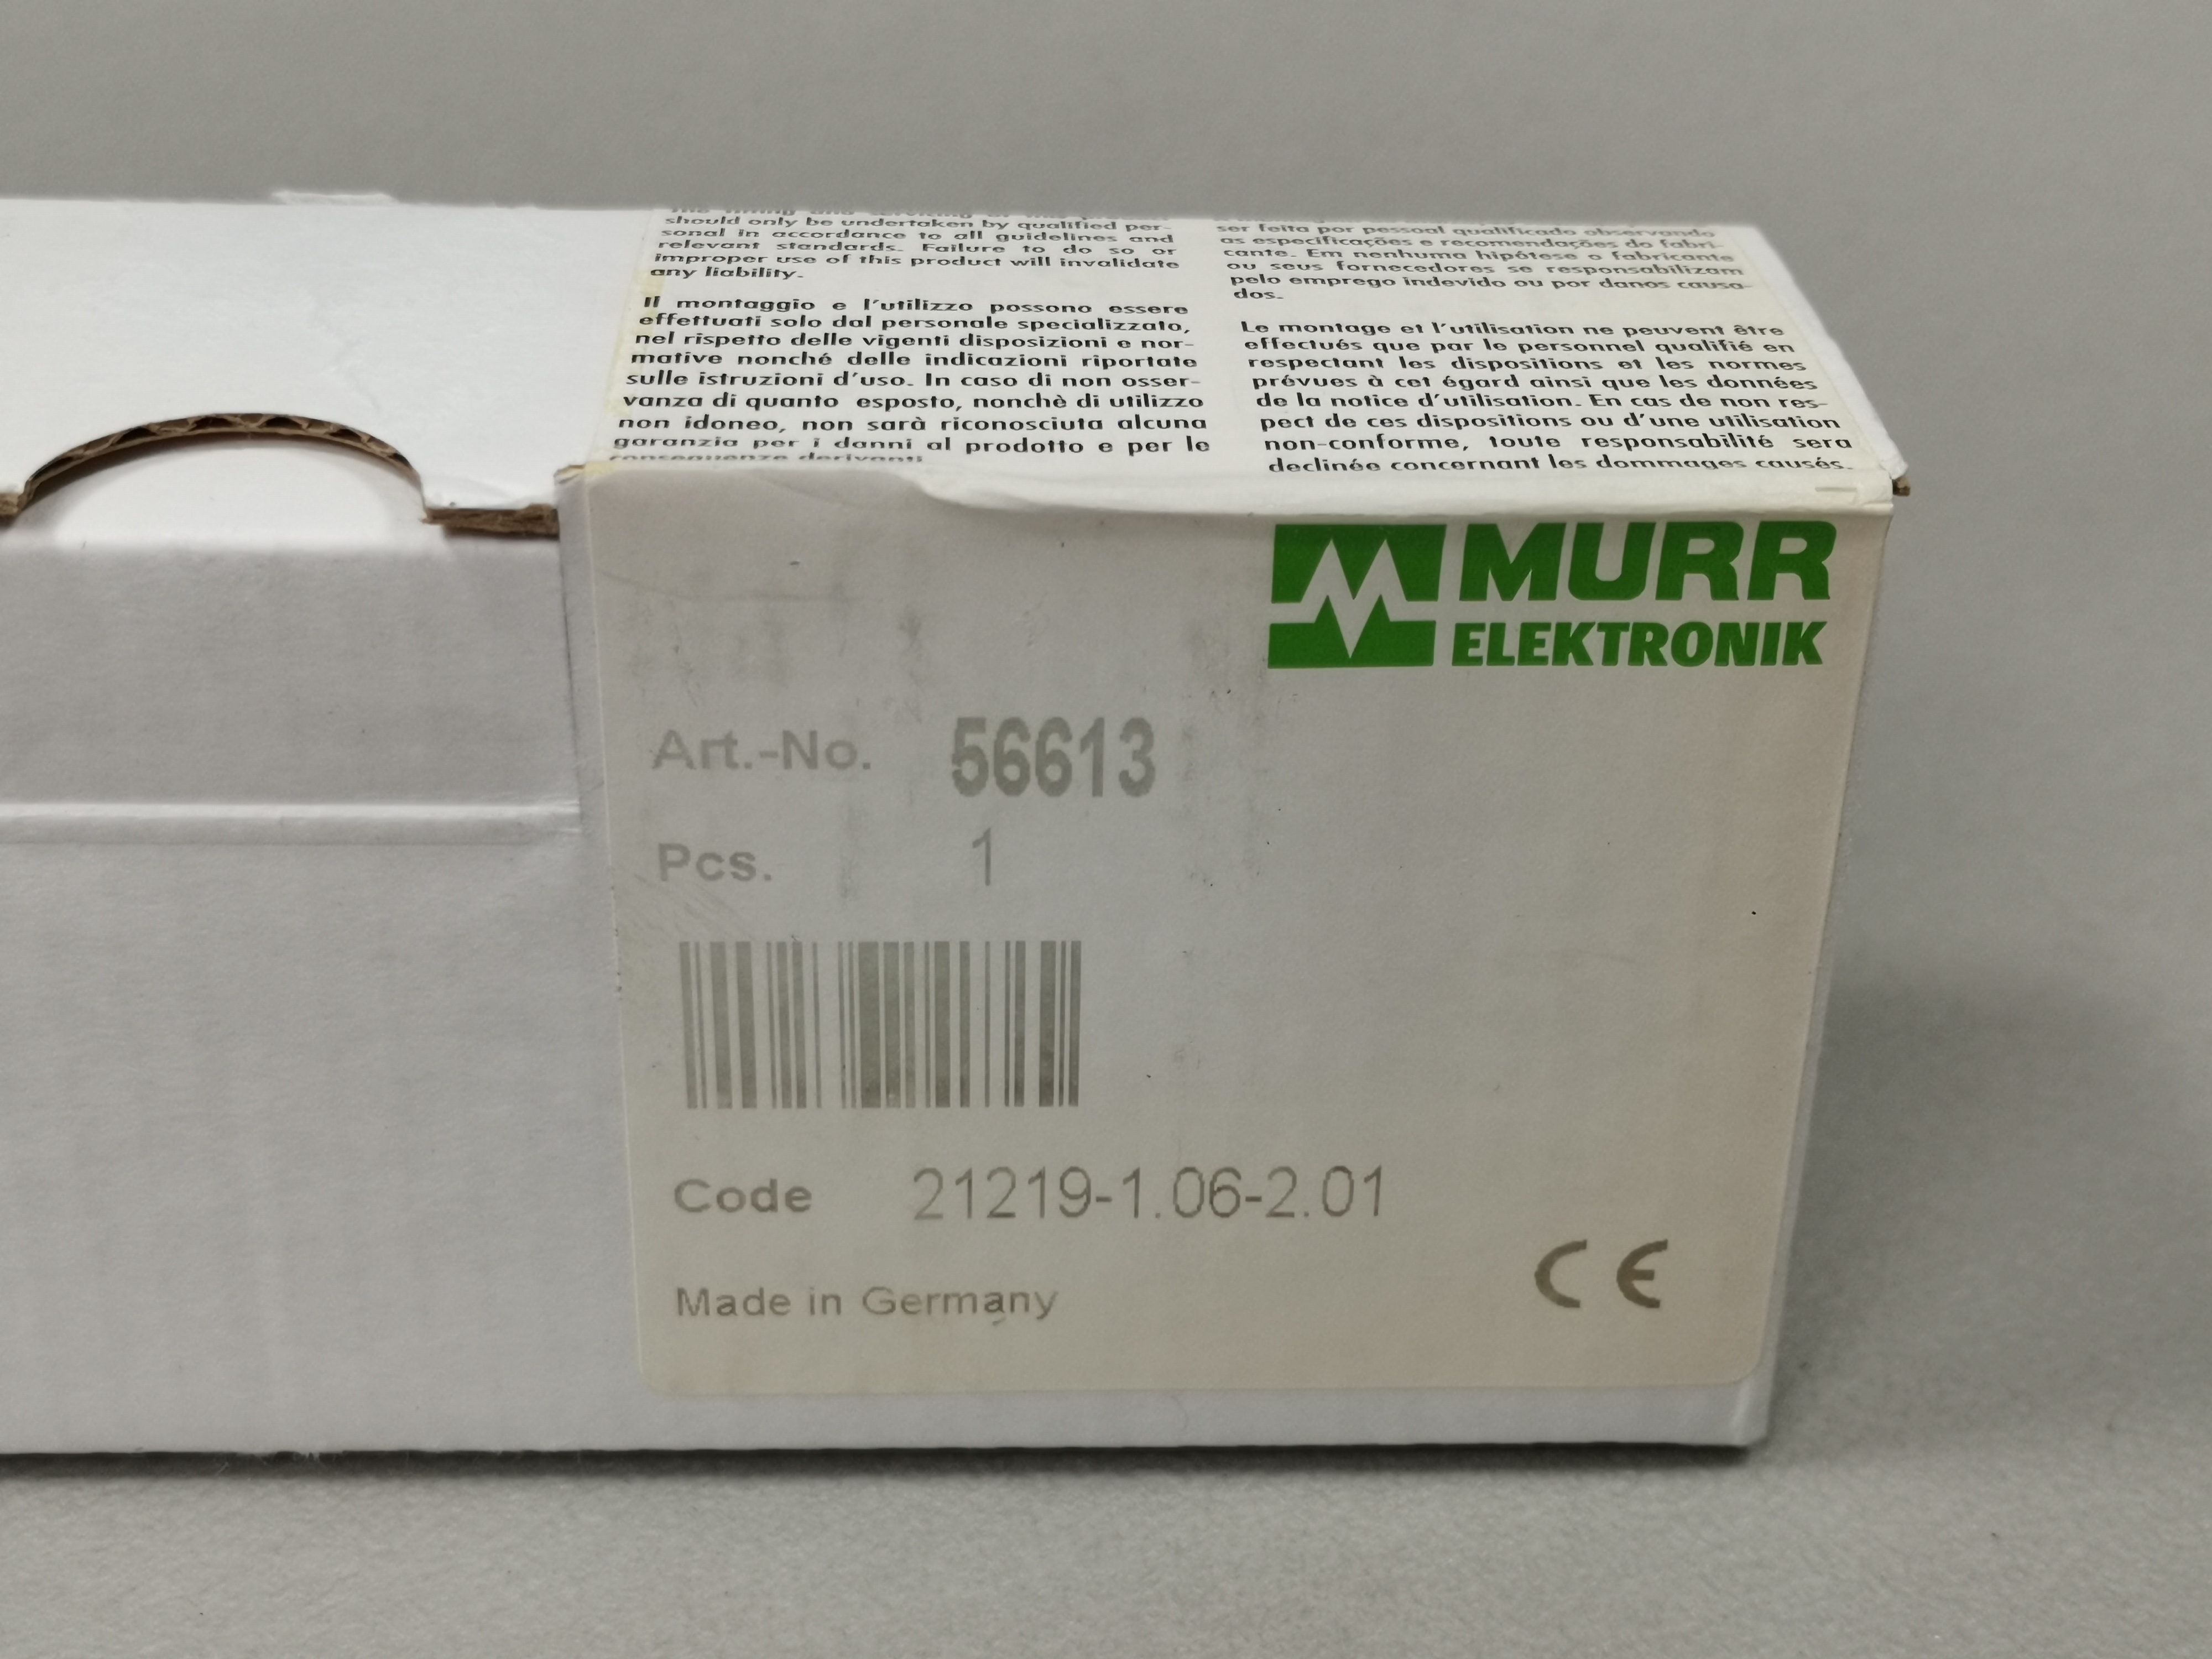 should only be undertaken by qualified per-
sonal in accordance to all guidelines and
relevant standards. Failure to do so or
improper use of this product will invalidate
any liability.
Il montaggio e l'utilizzo possono essere
effettuati solo dal personale specializzato,
nel rispetto delle vigenti disposizioni e nor-
mative nonché delle indicazioni riportate
sulle istruzioni d'uso. In caso di non osser-
vanza di quanto esposto, nonchè di utilizzo
non idoneo, non sarà riconosciuta alcuna
garanzia per i danni al prodotto e per le
conseguenze derivanti
ser feita por pessoal qualificado observando
as especificações e recomendações do fabri-
cante. Em nenhuma hipótese o fabricante
ou seus fornecedores se responsabilizam
pelo emprego indevido ou por danos causa-
dos.
Le montage et l'utilisation ne peuvent être
effectués que par le personnel qualifié en
respectant les dispositions et les normes
prévues à cet égard ainsi que les données
de la notice d'utilisation. En cas de non res-
pect de ces dispositions ou d'une utilisation
non-conforme, toute responsabilité sera
declinée concernant les dommages causés.
MURR
ELEKTRONIK
Art.-No. 56613
Pcs. 1
Code 21219-1.06-2.01
Made in Germany
CE